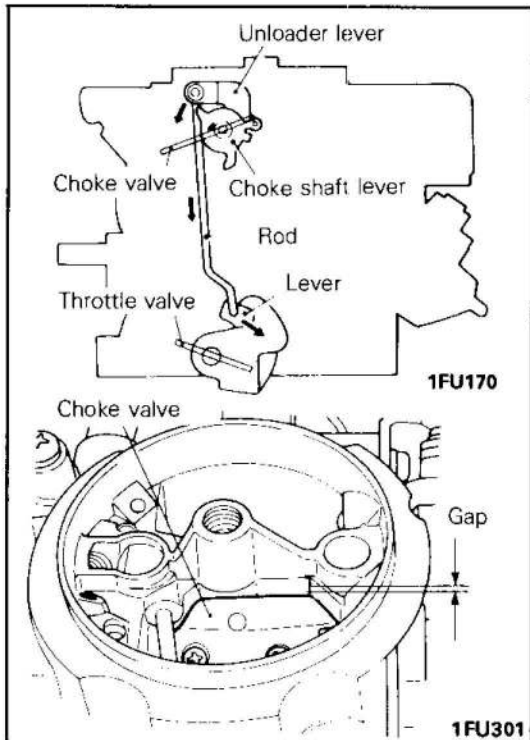 Unloader lever
Choke valve
Choke shaft lever
Rod
Lever
Throttle valve
1FU170
Choke valve
Gap
1FU301